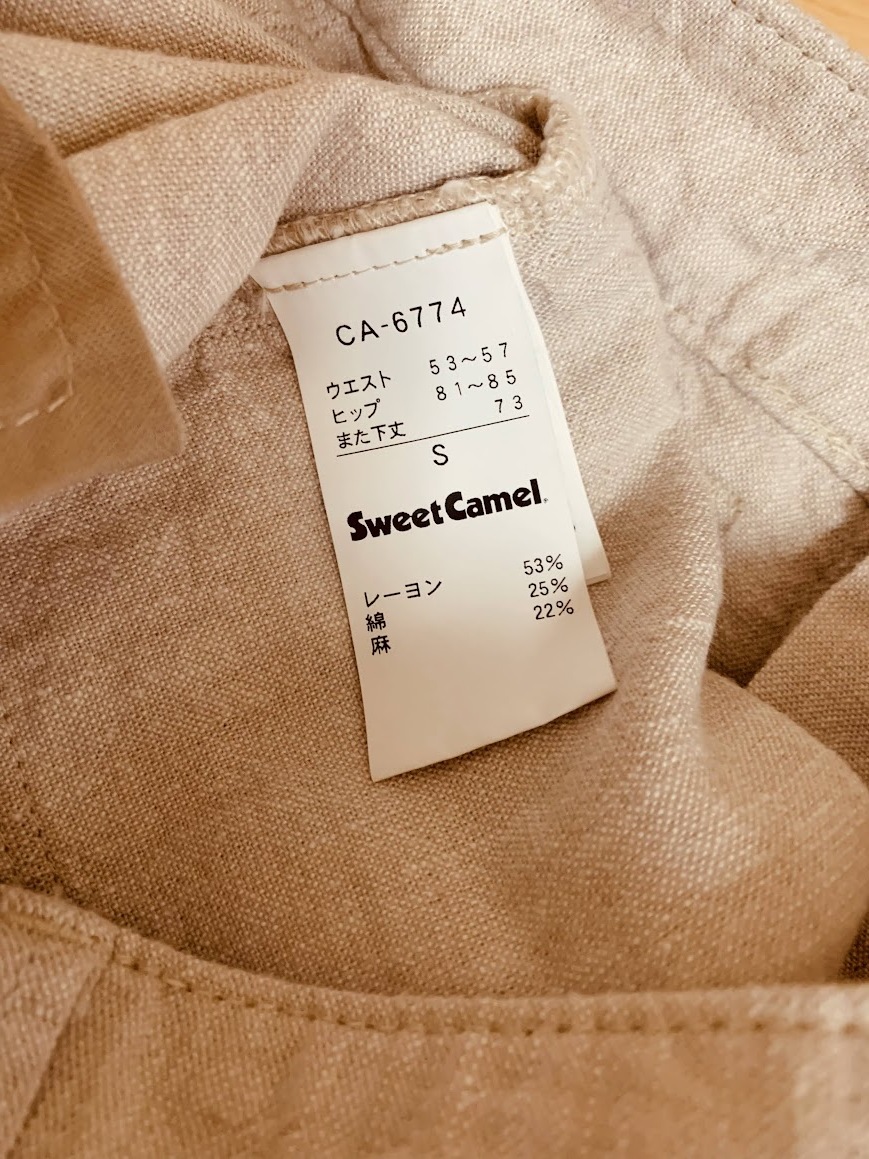 CA-6774
ウエスト 53～57
ヒップ 81～85
また下丈 73
S
SweetCamel
レーヨン 53%
綿 25%
麻 22%